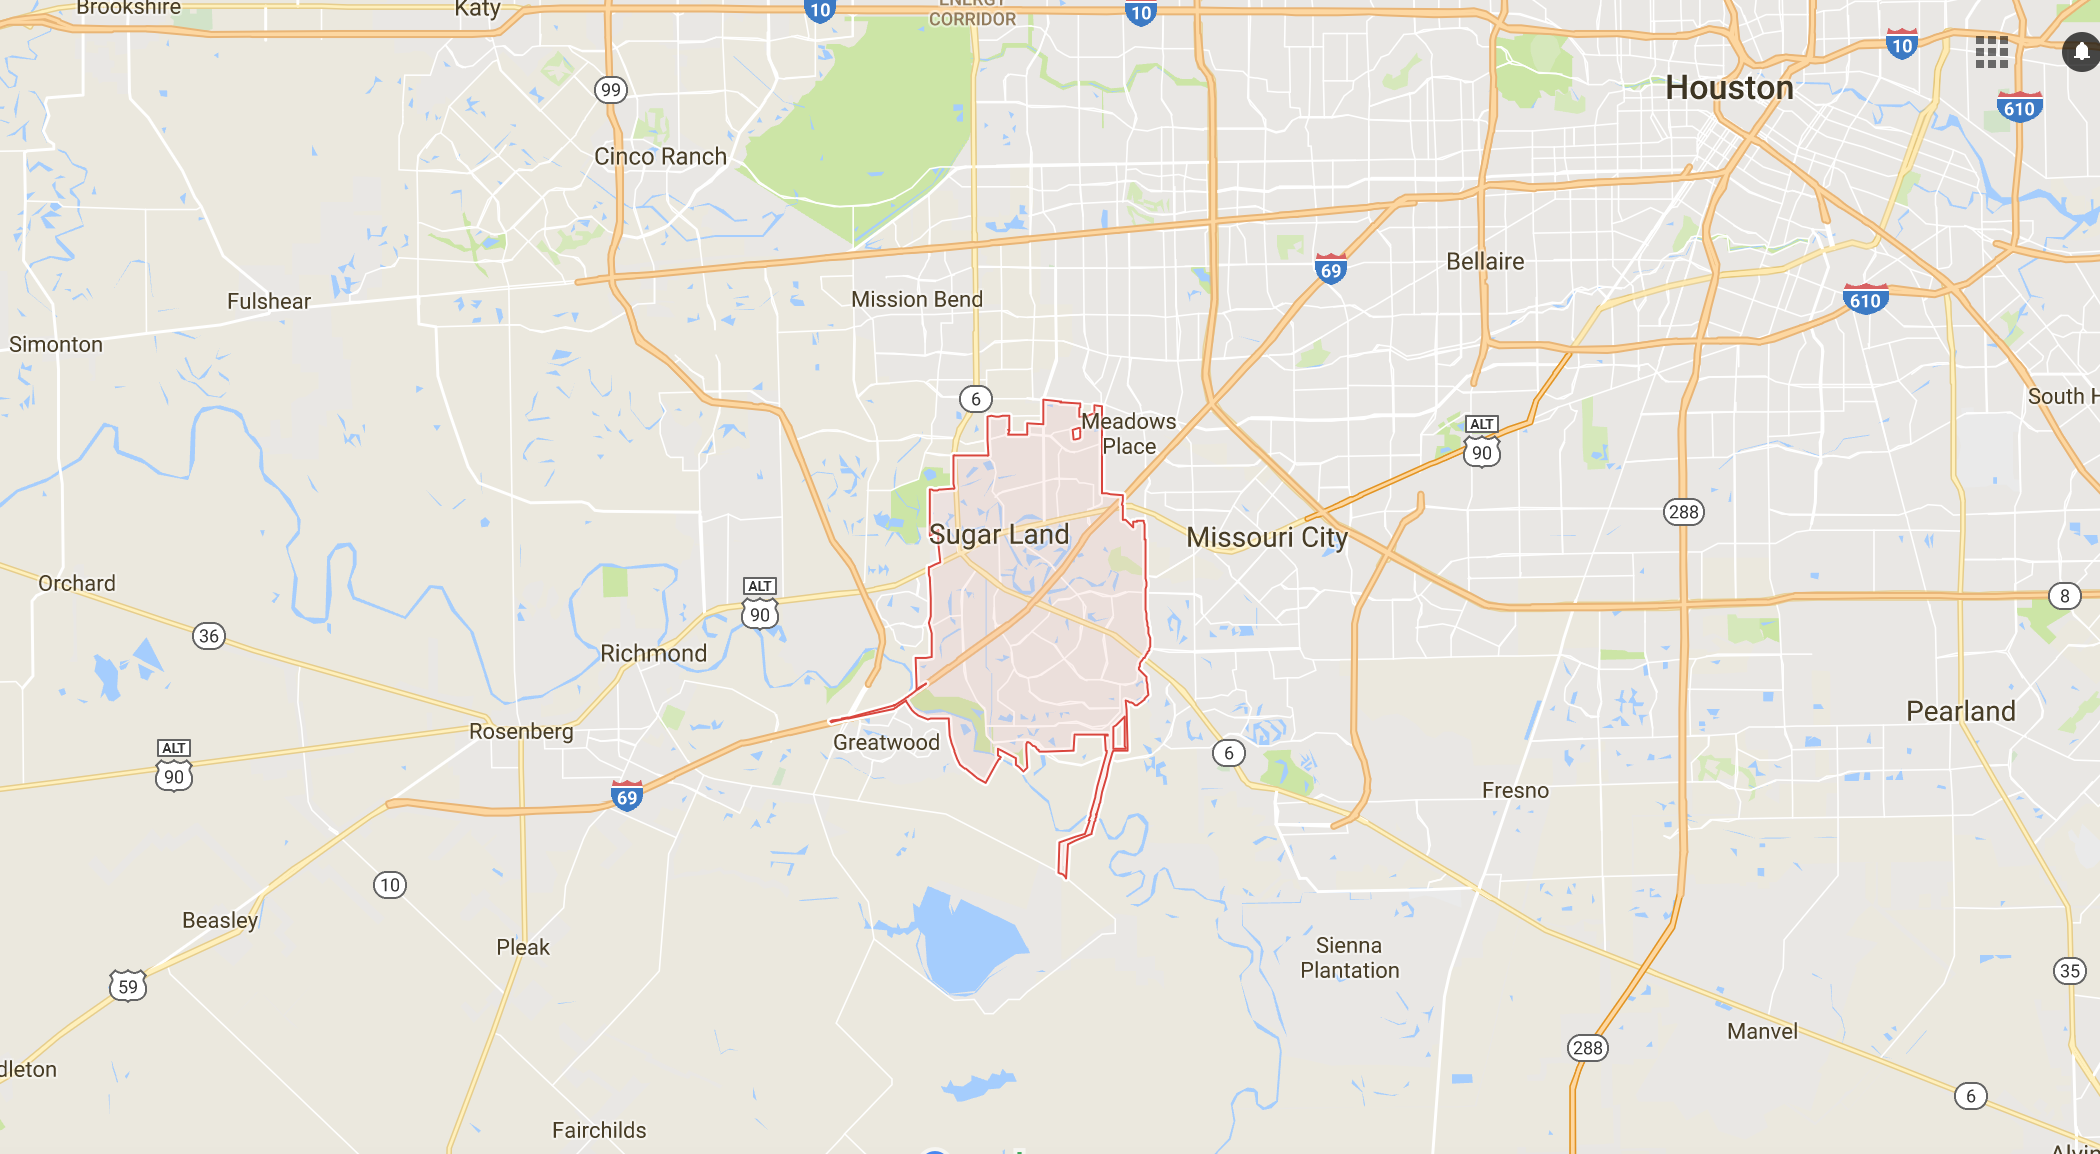 Brookshire
Katy
10
ENERGY
CORRIDOR
10
10
Houston
99
610
Cinco Ranch
Bellaire
69
Mission Bend
610
Fulshear
Simonton
6
South H
Meadows
Place
ALT
90
288
Sugar Land
Missouri City
Orchard
ALT
90
8
36
Richmond
Pearland
Rosenberg
Greatwood
ALT
90
6
69
Fresno
10
Beasley
Pleak
Sienna
Plantation
59
35
Manvel
288
dleton
6
Fairchilds
Alvin